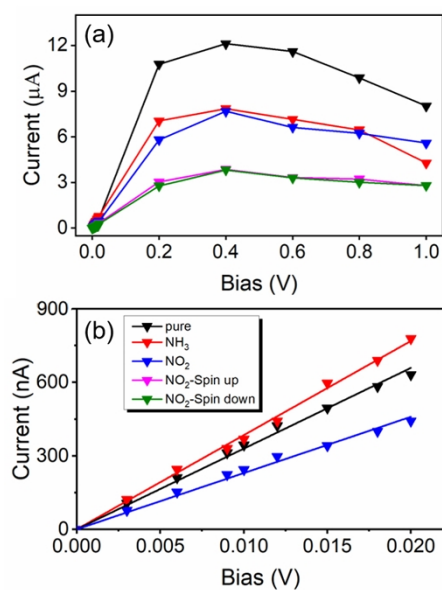 (a)
Current (μA)
12
9
6
3
0
0.0 0.2 0.4 0.6 0.8 1.0
Bias (V)
(b)
Current (nA)
900
600
300
0
pure
NH₃
NO₂
NO₂-Spin up
NO₂-Spin down
0.000 0.005 0.010 0.015 0.020
Bias (V)